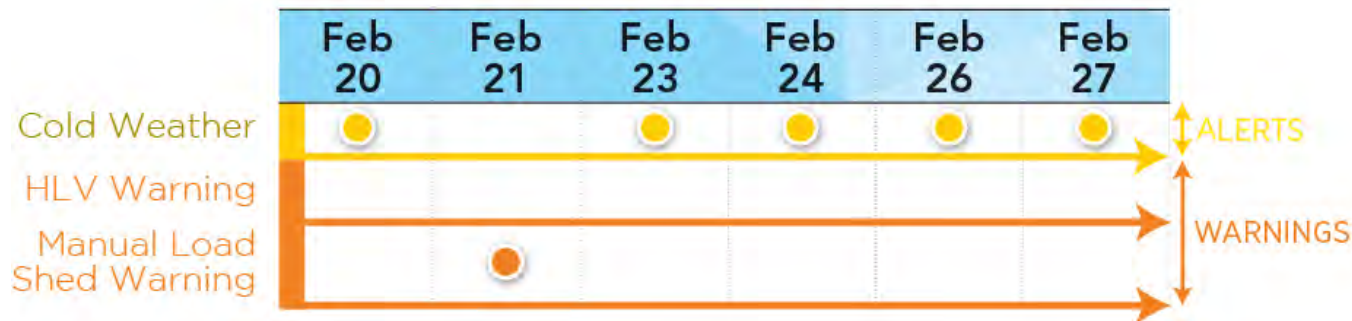 Feb Feb Feb Feb Feb Feb
20 21 23 24 26 27
Cold Weather
ALERTS
HLV Warning
WARNINGS
Manual Load
Shed Warning